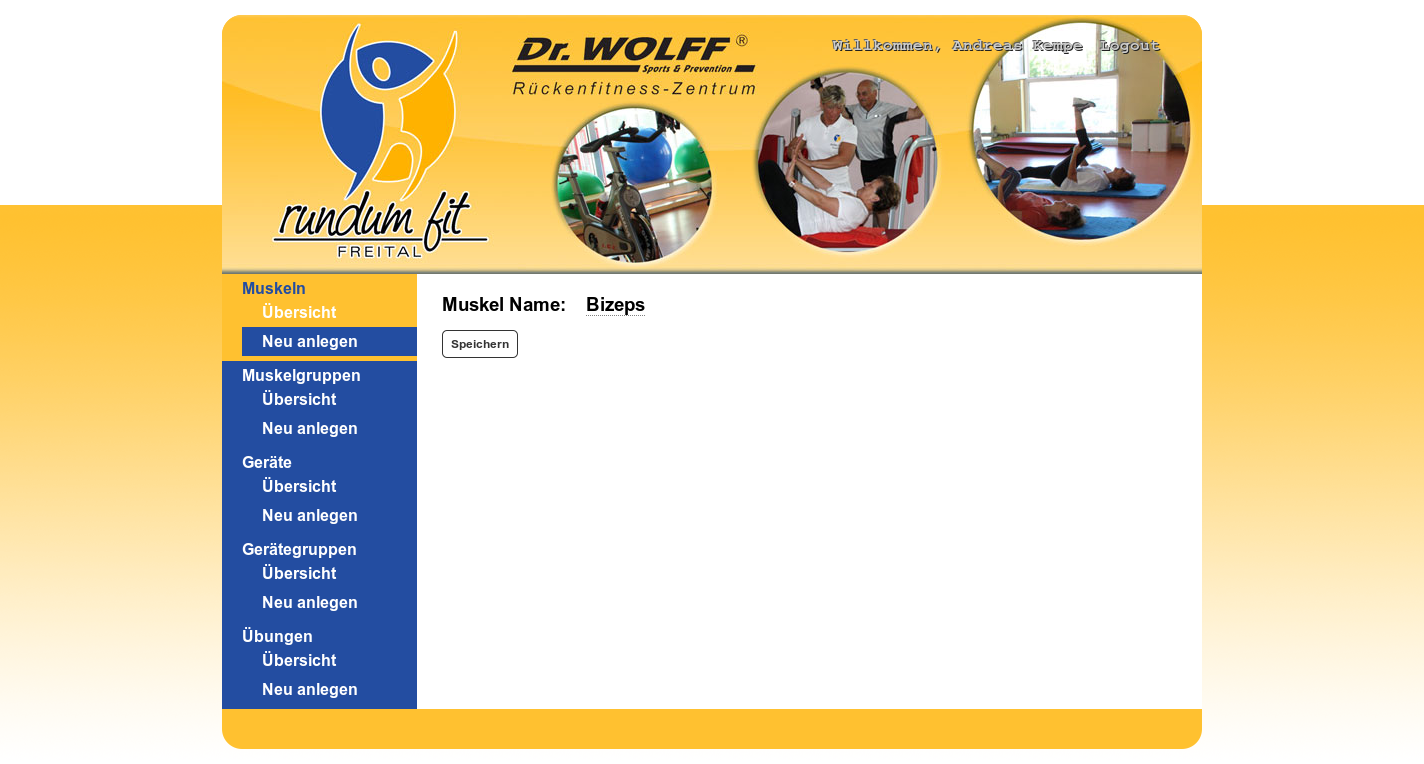 Willkommen, Andreas Kempe Logout
Dr. WOLFF ®
Sports & Prevention
Rückenfitness-Zentrum
rundum fit
FREITAL
Muskeln
Übersicht
Neu anlegen
Muskelgruppen
Übersicht
Neu anlegen
Geräte
Übersicht
Neu anlegen
Gerätegruppen
Übersicht
Neu anlegen
Übungen
Übersicht
Neu anlegen
Muskel Name: Bizeps
Speichern